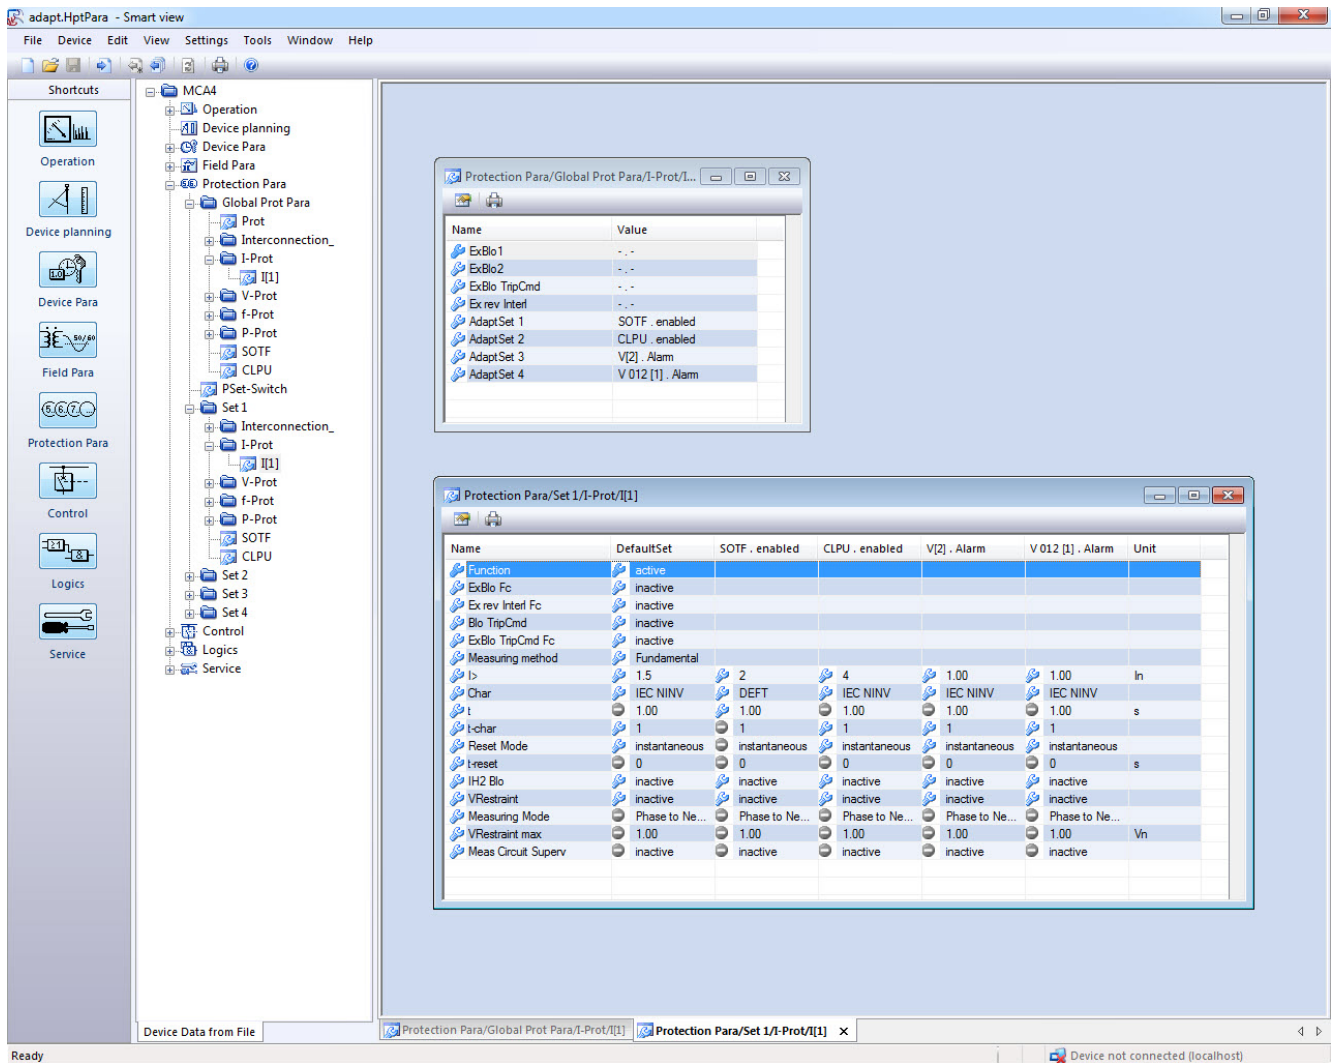 adapt.HptPara - Smart view
File Device Edit View Settings Tools Window Help
Shortcuts
Operation
Device planning
Device Para
Field Para
Protection Para
Control
Logics
Service
MCA4
Operation
Device planning
Device Para
Field Para
Protection Para
Global Prot Para
Prot
Interconnection_
I-Prot
I[1]
V-Prot
f-Prot
P-Prot
SOTF
CLPU
PSet-Switch
Set 1
Interconnection_
I-Prot
I[1]
V-Prot
f-Prot
P-Prot
SOTF
CLPU
Set 2
Set 3
Set 4
Control
Logics
Service
Device Data from File
Protection Para/Global Prot Para/I-Prot/I...
Name Value
ExBlo1 - . -
ExBlo2 - . -
ExBlo TripCmd - . -
Ex rev Interl - . -
AdaptSet 1 SOTF . enabled
AdaptSet 2 CLPU . enabled
AdaptSet 3 V[2] . Alarm
AdaptSet 4 V 012 [1] . Alarm
Protection Para/Set 1/I-Prot/I[1]
Name DefaultSet SOTF . enabled CLPU . enabled V[2] . Alarm V 012 [1] . Alarm Unit
Function active
ExBlo Fc inactive
Ex rev Interl Fc inactive
Blo TripCmd inactive
ExBlo TripCmd Fc inactive
Measuring method Fundamental
I> 1.5 2 4 1.00 1.00 In
Char IEC NINV DEFT IEC NINV IEC NINV IEC NINV
t 1.00 1.00 1.00 1.00 1.00 s
t-char 1 1 1 1 1
Reset Mode instantaneous instantaneous instantaneous instantaneous instantaneous
t-reset 0 0 0 0 0 s
IH2 Blo inactive inactive inactive inactive inactive
VRestraint inactive inactive inactive inactive inactive
Measuring Mode Phase to Ne... Phase to Ne... Phase to Ne... Phase to Ne... Phase to Ne...
VRestraint max 1.00 1.00 1.00 1.00 1.00 Vn
Meas Circuit Superv inactive inactive inactive inactive inactive
Protection Para/Global Prot Para/I-Prot/I[1] Protection Para/Set 1/I-Prot/I[1]
Ready Device not connected (localhost)